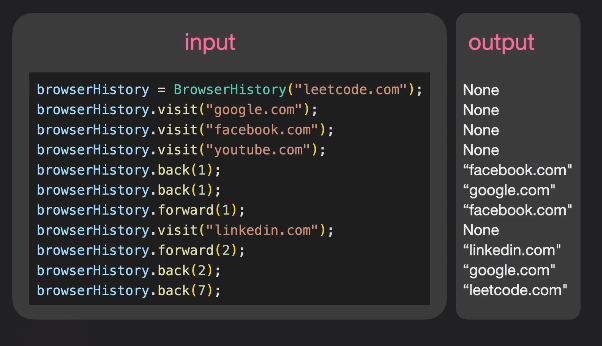 input
browserHistory = BrowserHistory("leetcode.com");
browserHistory.visit("google.com");
browserHistory.visit("facebook.com");
browserHistory.visit("youtube.com");
browserHistory.back(1);
browserHistory.back(1);
browserHistory.forward(1);
browserHistory.visit("linkedin.com");
browserHistory.forward(2);
browserHistory.back(2);
browserHistory.back(7);
output
None
None
None
None
“facebook.com"
“google.com"
“facebook.com"
None
“linkedin.com"
“google.com"
“leetcode.com"